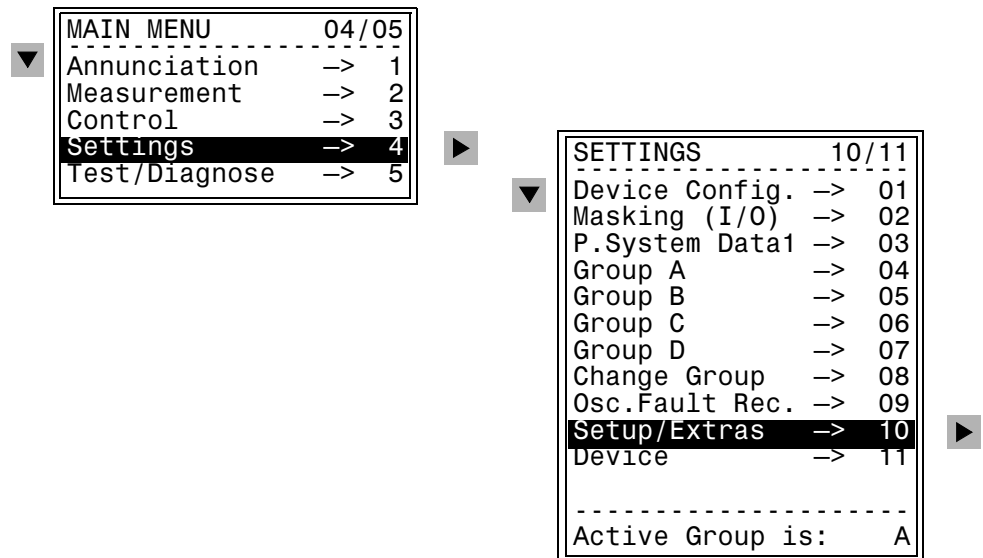 MAIN MENU 04/05
---------------------
Annunciation —> 1
Measurement —> 2
Control —> 3
Settings —> 4
Test/Diagnose —> 5
SETTINGS 10/11
---------------------
Device Config. —> 01
Masking (I/O) —> 02
P.System Data1 —> 03
Group A —> 04
Group B —> 05
Group C —> 06
Group D —> 07
Change Group —> 08
Osc.Fault Rec. —> 09
Setup/Extras —> 10
Device —> 11
---------------------
Active Group is: A